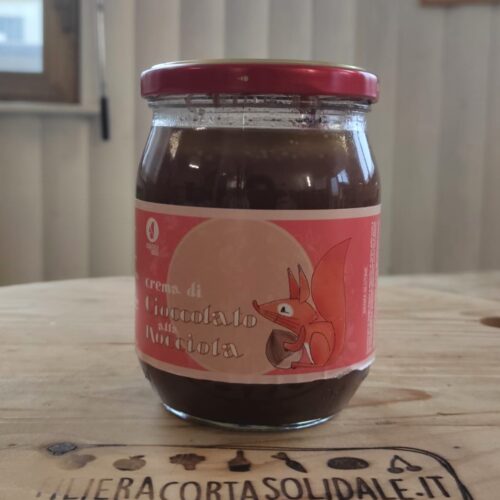 crema di
Cioccolato
alla
Nocciola
FILIERACORTASOLIDALE.IT